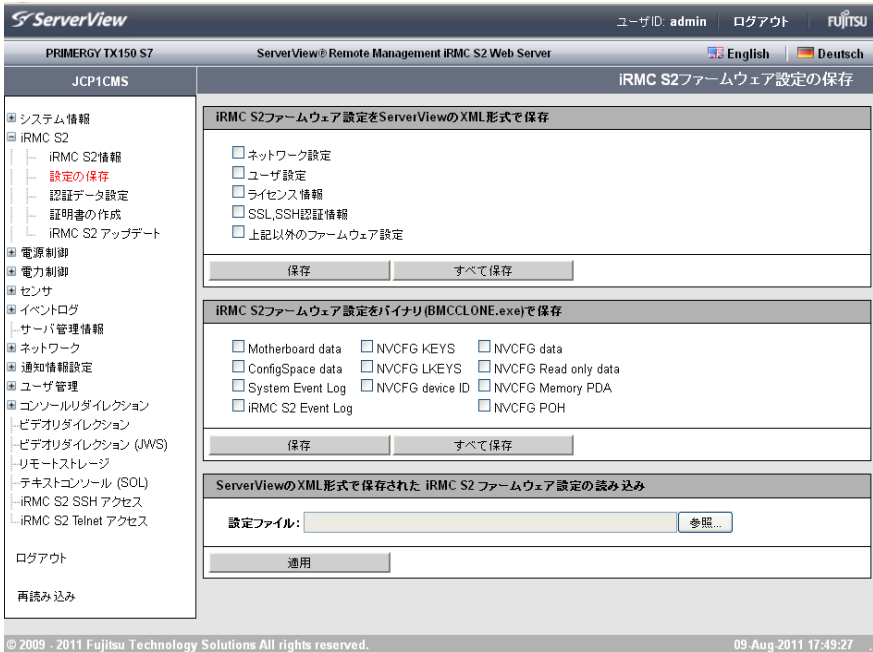 ServerView
ユーザID: admin ログアウト FUJITSU
PRIMERGY TX150 S7 ServerView® Remote Management iRMC S2 Web Server English Deutsch
JCP1CMS iRMC S2ファームウェア設定の保存
システム情報
iRMC S2
iRMC S2情報
設定の保存
認証データ設定
証明書の作成
iRMC S2 アップデート
電源制御
電力制御
センサ
イベントログ
サーバ管理情報
ネットワーク
通知情報設定
ユーザ管理
コンソールリダイレクション
ビデオリダイレクション
ビデオリダイレクション (JWS)
リモートストレージ
テキストコンソール (SOL)
iRMC S2 SSH アクセス
iRMC S2 Telnet アクセス
ログアウト
再読み込み
iRMC S2ファームウェア設定をServerViewのXML形式で保存
ネットワーク設定
ユーザ設定
ライセンス情報
SSL,SSH認証情報
上記以外のファームウェア設定
保存 すべて保存
iRMC S2ファームウェア設定をバイナリ(BMCCLONE.exe)で保存
Motherboard data NVCFG KEYS NVCFG data
ConfigSpace data NVCFG LKEYS NVCFG Read only data
System Event Log NVCFG device ID NVCFG Memory PDA
iRMC S2 Event Log NVCFG POH
保存 すべて保存
ServerViewのXML形式で保存された iRMC S2 ファームウェア設定の読み込み
設定ファイル: 参照...
適用
© 2009 - 2011 Fujitsu Technology Solutions All rights reserved. 09-Aug-2011 17:49:27